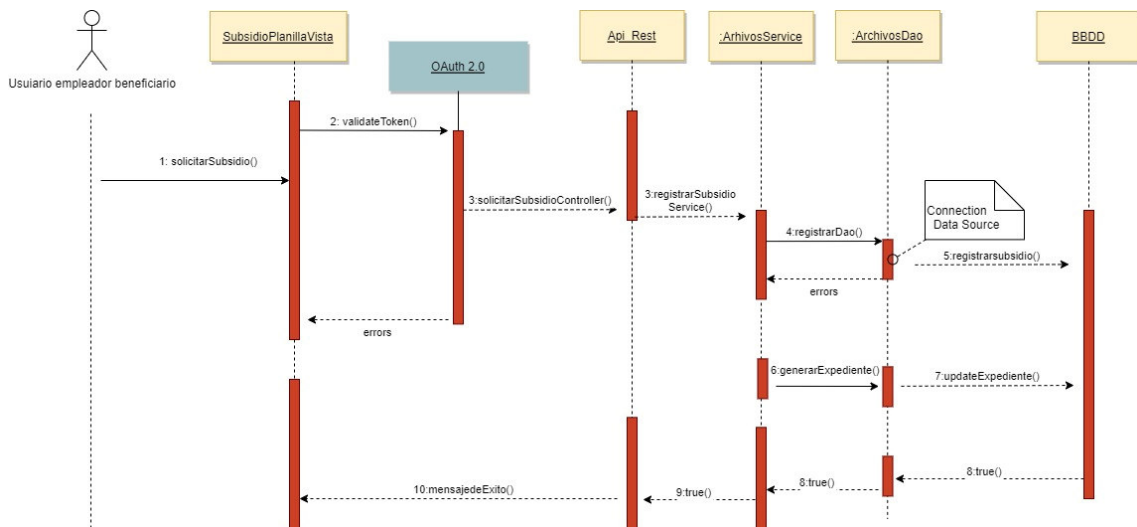 SubsidioPlanillaVista
OAuth 2.0
Api_Rest
:ArhivosService
:ArchivosDao
BBDD
Usuiario empleador beneficiario
2: validateToken()
1: solicitarSubsidio()
3:solicitarSubsidioController()
3:registrarSubsidio
Service()
4:registrarDao()
Connection
Data Source
5:registrarsubsidio()
errors
errors
6:generarExpediente()
7:updateExpediente()
8:true()
8:true()
9:true()
10:mensajedeExito()